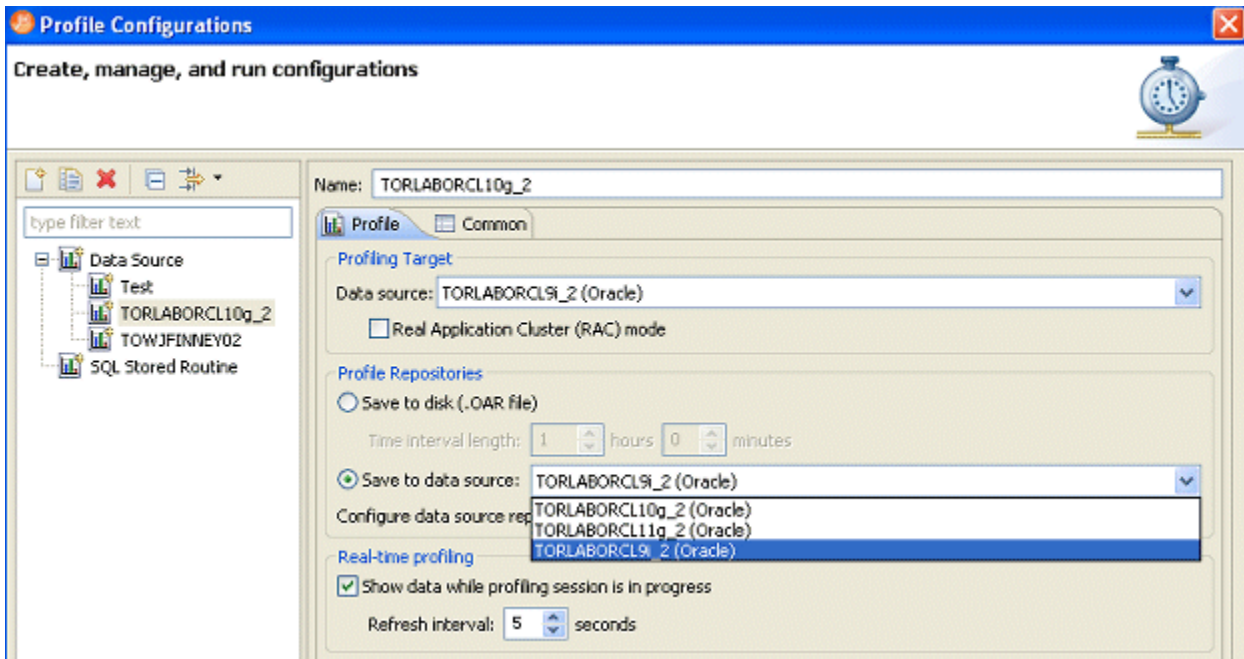 Profile Configurations
Create, manage, and run configurations
type filter text
Data Source
Test
TORLABORCL10g_2
TOWJFINNEY02
SQL Stored Routine
Name: TORLABORCL10g_2
Profile Common
Profiling Target
Data source: TORLABORCL9i_2 (Oracle)
Real Application Cluster (RAC) mode
Profile Repositories
Save to disk (.OAR file)
Time interval length: 1 hours 0 minutes
Save to data source: TORLABORCL9i_2 (Oracle)
Configure data source rep
TORLABORCL10g_2 (Oracle)
TORLABORCL11g_2 (Oracle)
TORLABORCL9i_2 (Oracle)
Real-time profiling
Show data while profiling session is in progress
Refresh interval: 5 seconds